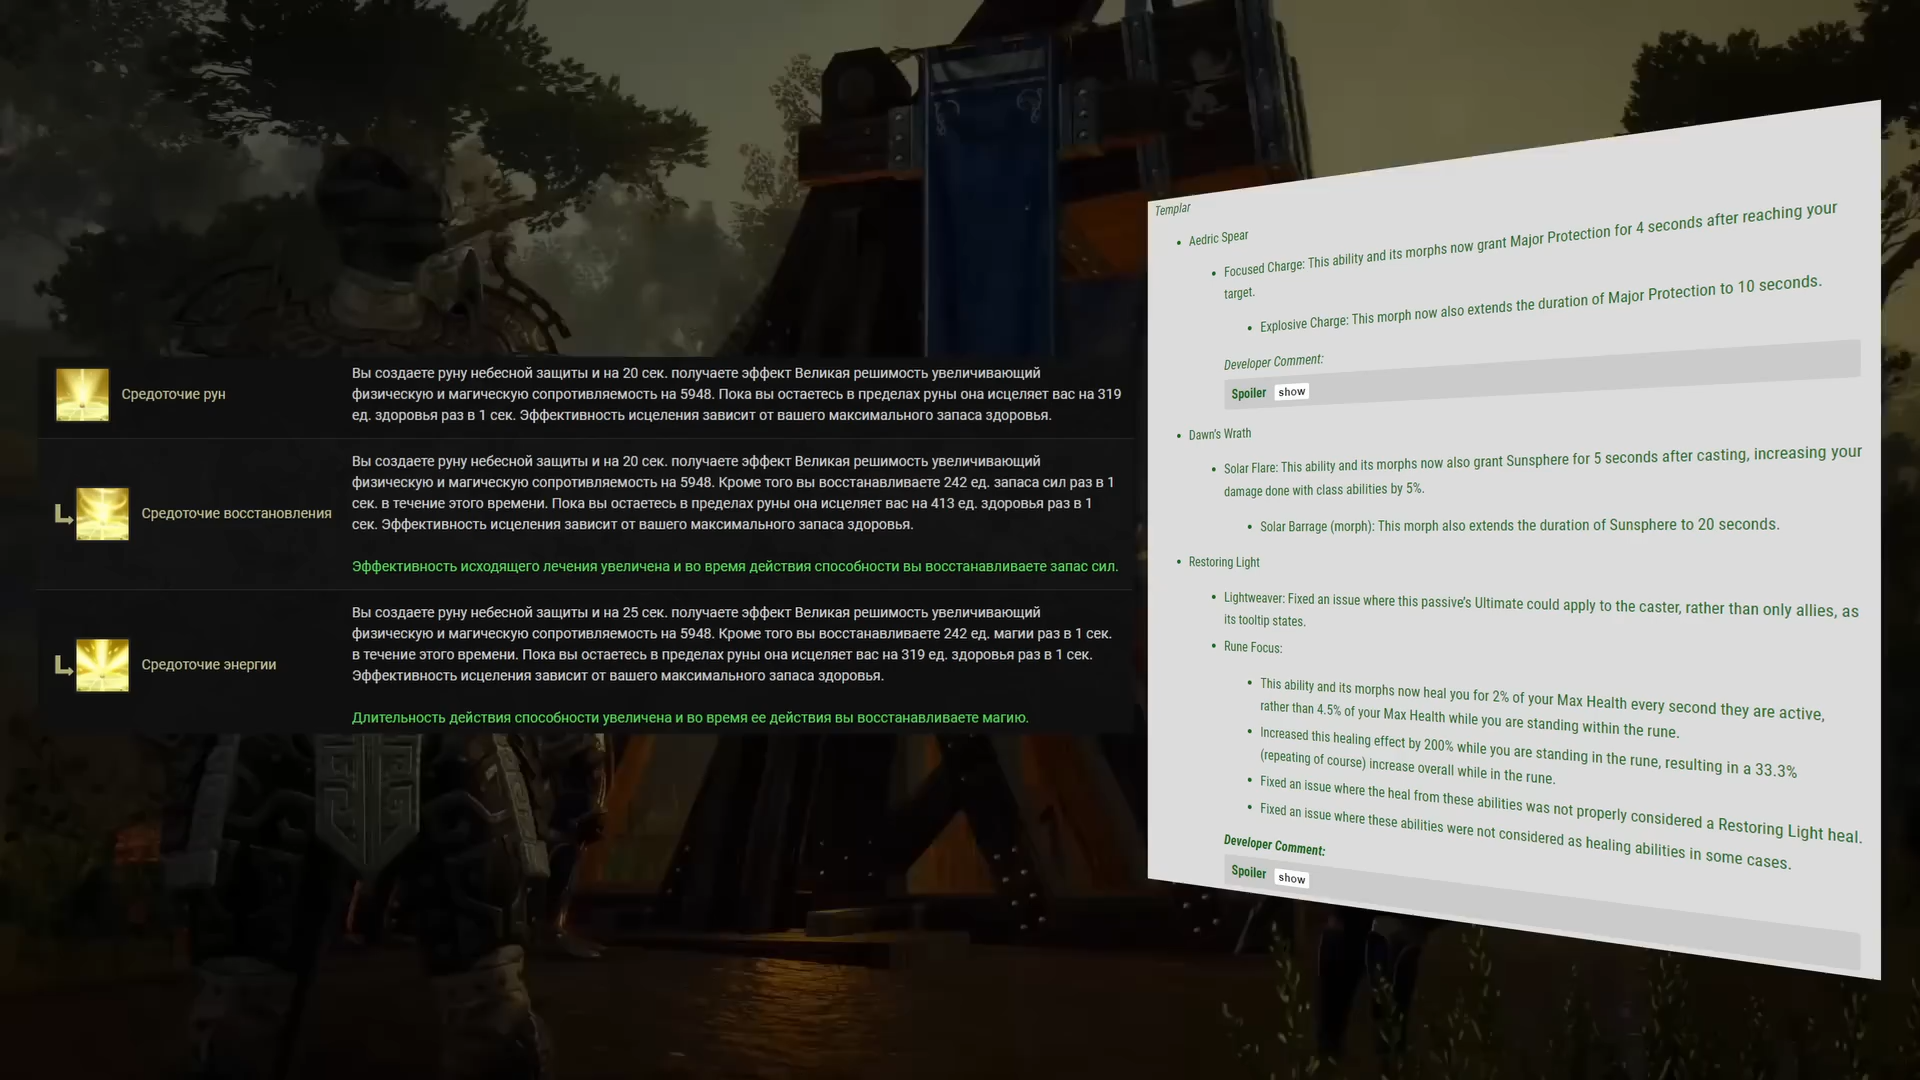 Средоточие рун
Вы создаете руну небесной защиты и на 20 сек. получаете эффект Великая решимость увеличивающий
физическую и магическую сопротивляемость на 5948. Пока вы остаетесь в пределах руны она исцеляет вас на 319
ед. здоровья раз в 1 сек. Эффективность исцеления зависит от вашего максимального запаса здоровья.
Средоточие восстановления
Вы создаете руну небесной защиты и на 20 сек. получаете эффект Великая решимость увеличивающий
физическую и магическую сопротивляемость на 5948. Кроме того вы восстанавливаете 242 ед. запаса сил раз в 1
сек. в течение этого времени. Пока вы остаетесь в пределах руны она исцеляет вас на 413 ед. здоровья раз в 1
сек. Эффективность исцеления зависит от вашего максимального запаса здоровья.
Эффективность исходящего лечения увеличена и во время действия способности вы восстанавливаете запас сил.
Средоточие энергии
Вы создаете руну небесной защиты и на 25 сек. получаете эффект Великая решимость увеличивающий
физическую и магическую сопротивляемость на 5948. Кроме того вы восстанавливаете 242 ед. магии раз в 1 сек.
в течение этого времени. Пока вы остаетесь в пределах руны она исцеляет вас на 319 ед. здоровья раз в 1 сек.
Эффективность исцеления зависит от вашего максимального запаса здоровья.
Длительность действия способности увеличена и во время ее действия вы восстанавливаете магию.
Templar
• Aedric Spear
• Focused Charge: This ability and its morphs now grant Major Protection for 4 seconds after reaching your
target.
• Explosive Charge: This morph now also extends the duration of Major Protection to 10 seconds.
Developer Comment:
Spoiler show
• Dawn's Wrath
• Solar Flare: This ability and its morphs now also grant Sunsphere for 5 seconds after casting, increasing your
damage done with class abilities by 5%.
• Solar Barrage (morph): This morph also extends the duration of Sunsphere to 20 seconds.
• Restoring Light
• Lightweaver: Fixed an issue where this passive's Ultimate could apply to the caster, rather than only allies, as
its tooltip states.
• Rune Focus:
• This ability and its morphs now heal you for 2% of your Max Health every second they are active,
rather than 4.5% of your Max Health while you are standing within the rune.
• Increased this healing effect by 200% while you are standing in the rune, resulting in a 33.3%
(repeating of course) increase overall while in the rune.
• Fixed an issue where the heal from these abilities was not properly considered a Restoring Light heal.
• Fixed an issue where these abilities were not considered as healing abilities in some cases.
Developer Comment:
Spoiler show